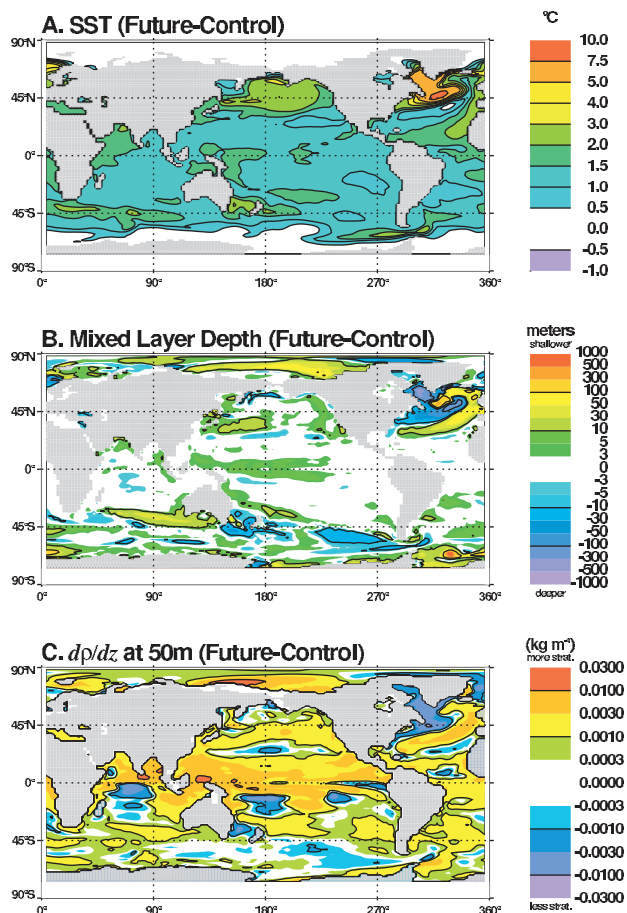 A. SST (Future-Control)
°C
90°N
45°N
0°
45°S
90°S
0° 90° 180° 270° 360°
10.0
7.5
5.0
4.0
3.0
2.0
1.5
1.0
0.5
0.0
-0.5
-1.0
B. Mixed Layer Depth (Future-Control)
meters
shallower
90°N
45°N
0°
45°S
90°S
0° 90° 180° 270° 360°
1000
500
300
100
50
30
10
5
3
0
-3
-5
-10
-30
-50
-100
-300
-500
-1000
deeper
C. dρ/dz at 50m (Future-Control)
(kg m⁻⁴)
more strat.
90°N
45°N
0°
45°S
90°S
0° 90° 180° 270° 360°
0.0300
0.0100
0.0030
0.0010
0.0003
0.0000
-0.0003
-0.0010
-0.0030
-0.0100
-0.0300
less strat.